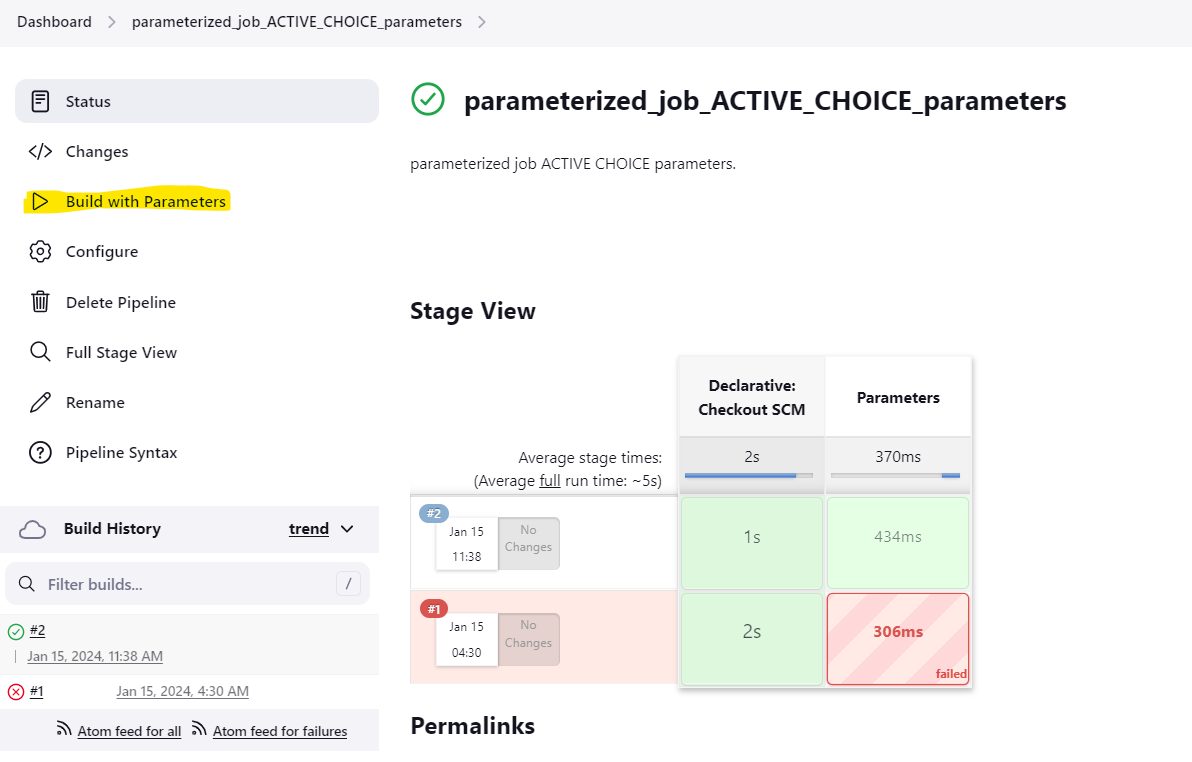 Dashboard parameterized_job_ACTIVE_CHOICE_parameters
Status
Changes
Build with Parameters
Configure
Delete Pipeline
Full Stage View
Rename
Pipeline Syntax
Build History trend
Filter builds... /
#2
Jan 15, 2024, 11:38 AM
#1 Jan 15, 2024, 4:30 AM
Atom feed for all Atom feed for failures
parameterized_job_ACTIVE_CHOICE_parameters
parameterized job ACTIVE CHOICE parameters.
Stage View
Declarative:
Checkout SCM
Parameters
Average stage times:
(Average full run time: ~5s)
2s 370ms
#2
Jan 15
11:38
No
Changes
1s 434ms
#1
Jan 15
04:30
No
Changes
2s 306ms
failed
Permalinks